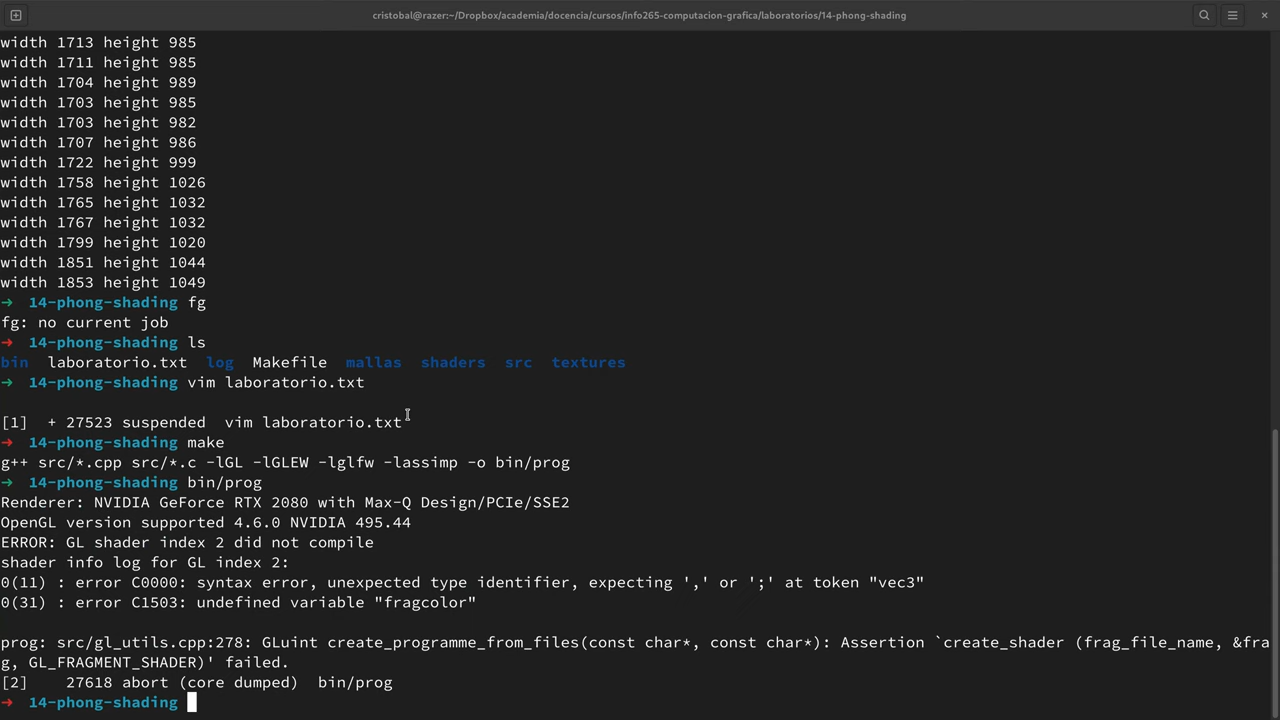 cristobal@razer:~/Dropbox/academia/docencia/cursos/info265-computacion-grafica/laboratorios/14-phong-shading
width 1713 height 985
width 1711 height 985
width 1704 height 989
width 1703 height 985
width 1703 height 982
width 1707 height 986
width 1722 height 999
width 1758 height 1026
width 1765 height 1032
width 1767 height 1032
width 1799 height 1020
width 1851 height 1044
width 1853 height 1049
→  14-phong-shading fg
fg: no current job
→  14-phong-shading ls
bin  laboratorio.txt  log  Makefile  mallas  shaders  src  textures
→  14-phong-shading vim laboratorio.txt
[1]  + 27523 suspended  vim laboratorio.txt
→  14-phong-shading make
g++ src/*.cpp src/*.c -lGL -lGLEW -lglfw -lassimp -o bin/prog
→  14-phong-shading bin/prog
Renderer: NVIDIA GeForce RTX 2080 with Max-Q Design/PCIe/SSE2
OpenGL version supported 4.6.0 NVIDIA 495.44
ERROR: GL shader index 2 did not compile
shader info log for GL index 2:
0(11) : error C0000: syntax error, unexpected type identifier, expecting ',' or ';' at token "vec3"
0(31) : error C1503: undefined variable "fragcolor"
prog: src/gl_utils.cpp:278: GLuint create_programme_from_files(const char*, const char*): Assertion `create_shader (frag_file_name, &fra
g, GL_FRAGMENT_SHADER)' failed.
[2]    27618 abort (core dumped)  bin/prog
→  14-phong-shading